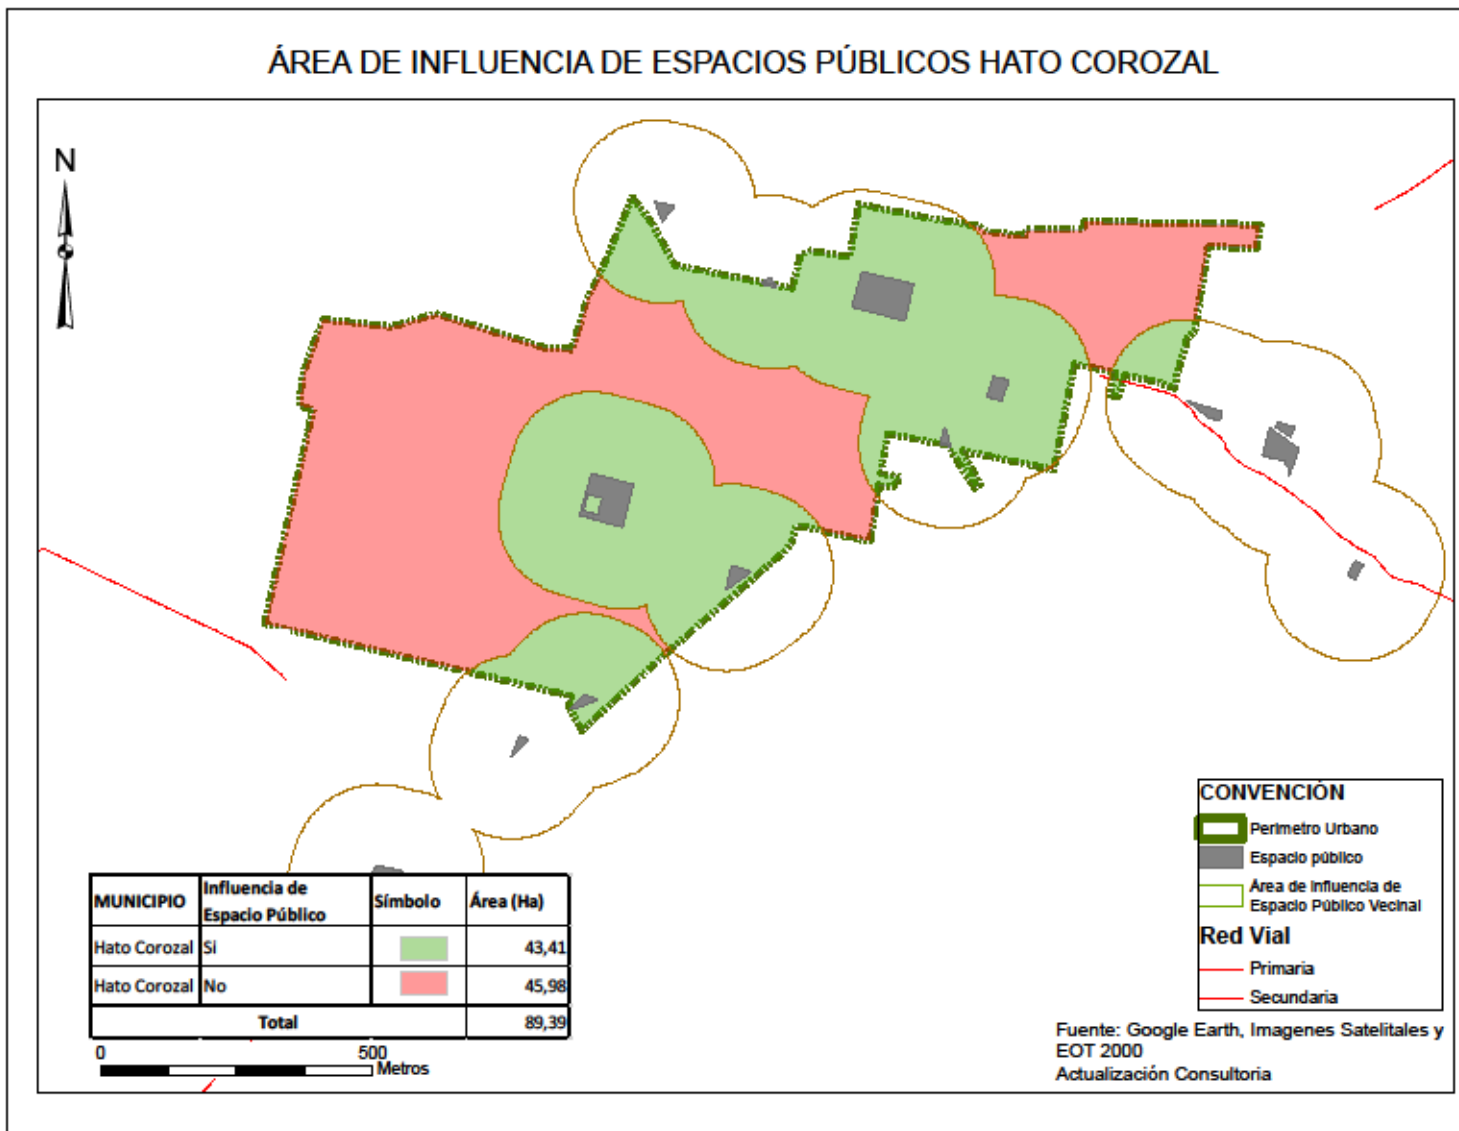 ÁREA DE INFLUENCIA DE ESPACIOS PÚBLICOS HATO COROZAL
N
CONVENCIÓN
Perimetro Urbano
Espacio público
Área de Influencia de
Espacio Público Vecinal
Red Vial
Primaria
Secundaria
MUNICIPIO Influencia de Espacio Público Símbolo Área (Ha)
Hato Corozal Si 43,41
Hato Corozal No 45,98
Total 89,39
0 500
Metros
Fuente: Google Earth, Imagenes Satelitales y
EOT 2000
Actualización Consultoria